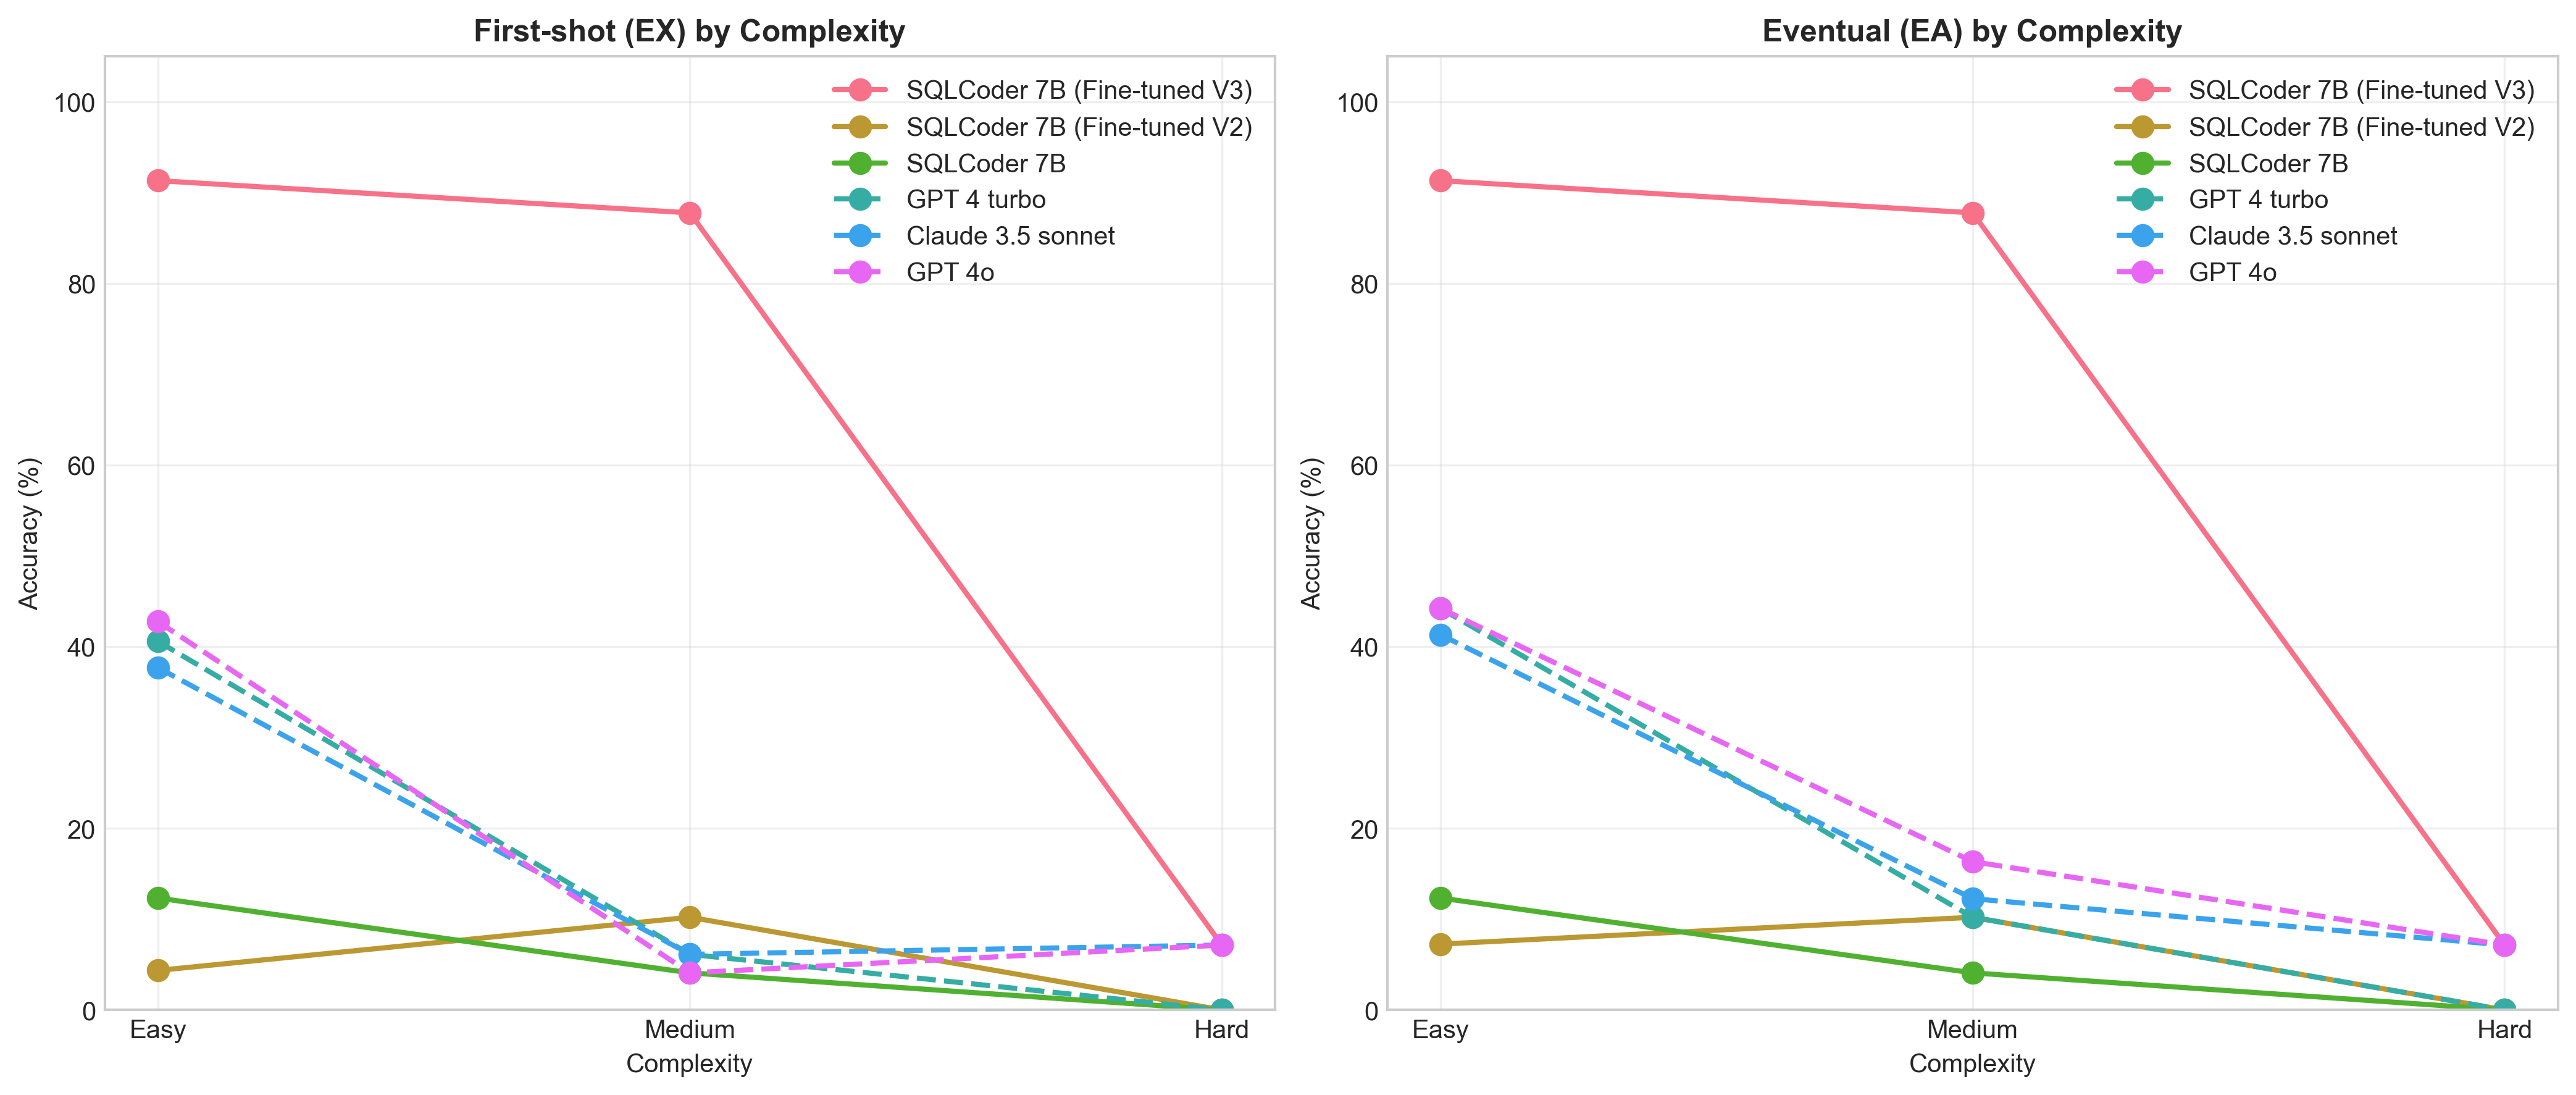 First-shot (EX) by Complexity
Accuracy (%)
100
80
60
40
20
0
SQLCoder 7B (Fine-tuned V3)
SQLCoder 7B (Fine-tuned V2)
SQLCoder 7B
GPT 4 turbo
Claude 3.5 sonnet
GPT 4o
Easy
Medium
Hard
Complexity
Eventual (EA) by Complexity
Accuracy (%)
100
80
60
40
20
0
SQLCoder 7B (Fine-tuned V3)
SQLCoder 7B (Fine-tuned V2)
SQLCoder 7B
GPT 4 turbo
Claude 3.5 sonnet
GPT 4o
Easy
Medium
Hard
Complexity